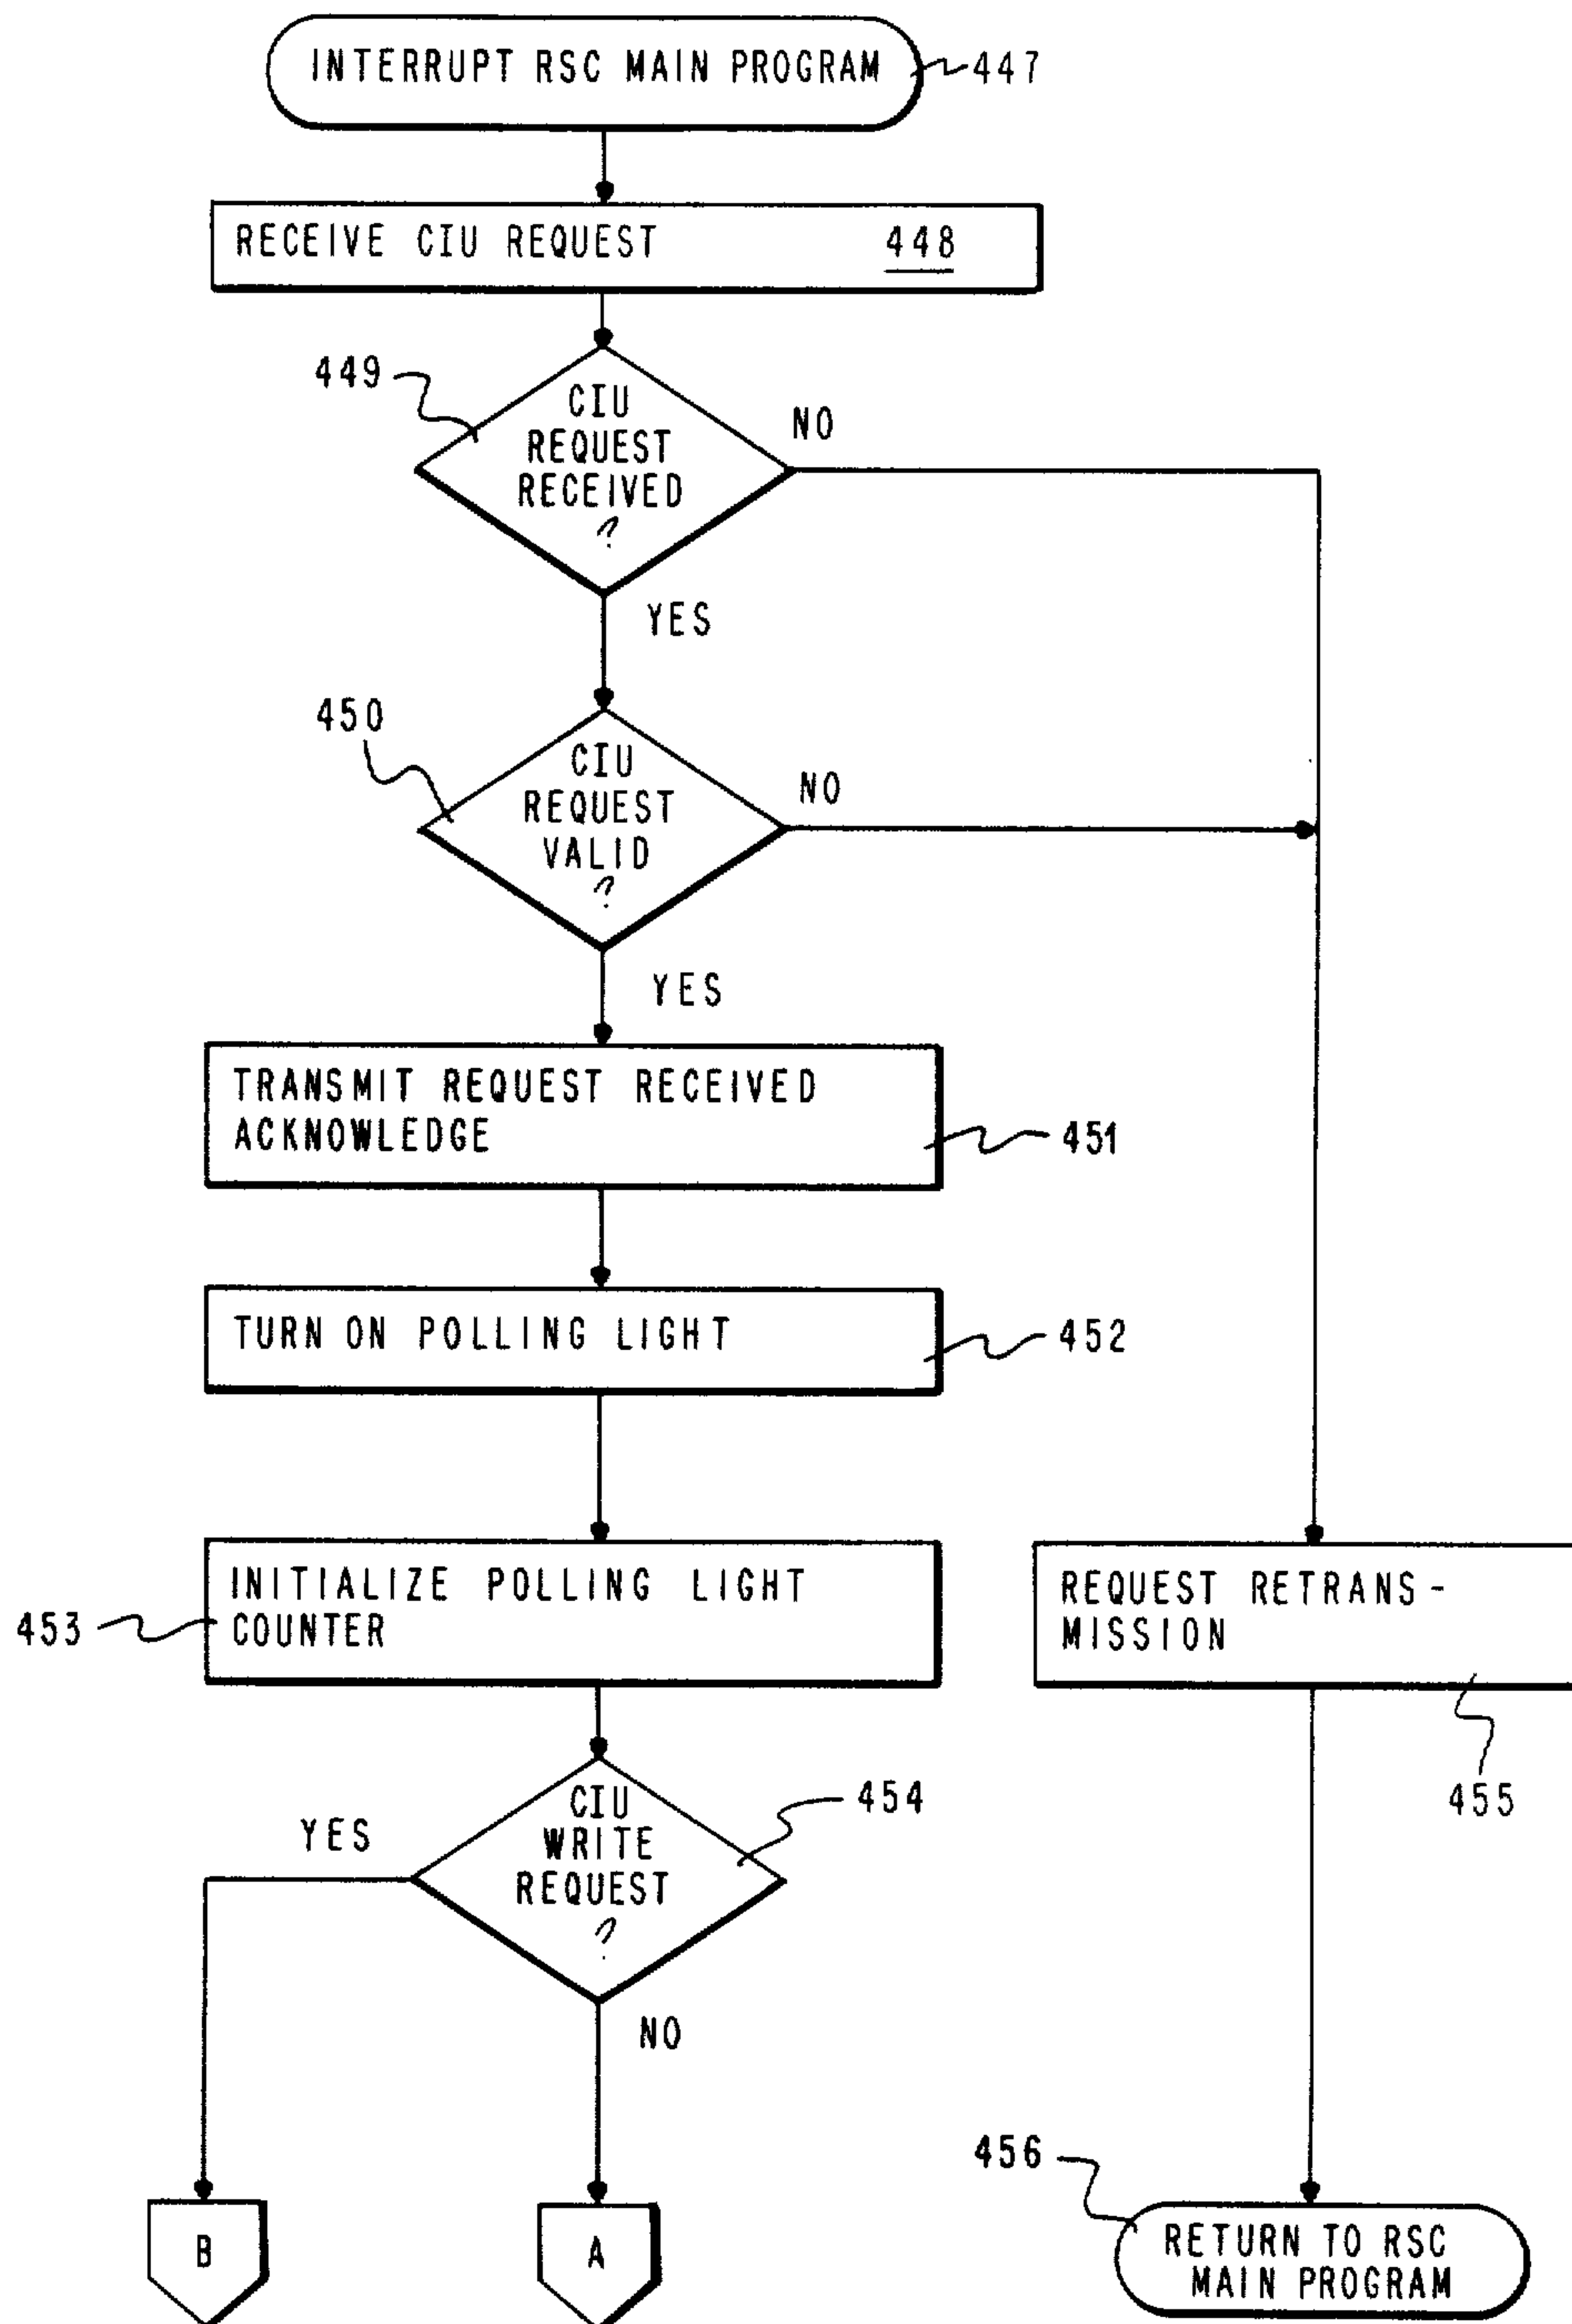 INTERRUPT RSC MAIN PROGRAM
447
RECEIVE CIU REQUEST 448
449
CIU
REQUEST
RECEIVED
?
NO
YES
450
CIU
REQUEST
VALID
?
NO
YES
TRANSMIT REQUEST RECEIVED
ACKNOWLEDGE
451
TURN ON POLLING LIGHT
452
INITIALIZE POLLING LIGHT
COUNTER
453
REQUEST RETRANS-
MISSION
455
CIU
WRITE
REQUEST
?
454
YES
NO
B
A
456
RETURN TO RSC
MAIN PROGRAM